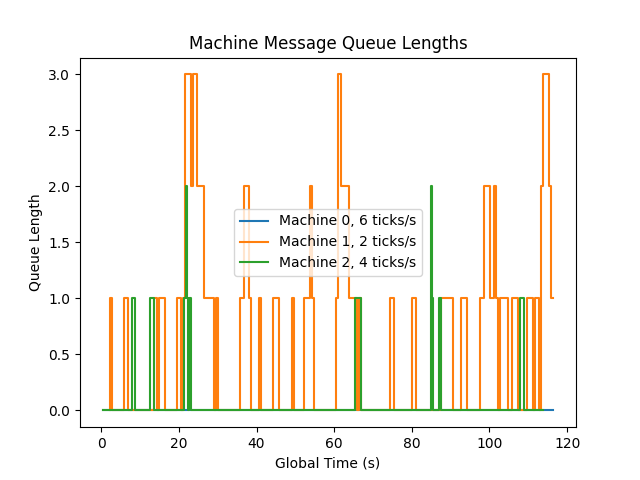 Machine Message Queue Lengths
3.0
2.5
2.0
1.5
1.0
0.5
0.0
Queue Length
Machine 0, 6 ticks/s
Machine 1, 2 ticks/s
Machine 2, 4 ticks/s
0 20 40 60 80 100 120
Global Time (s)